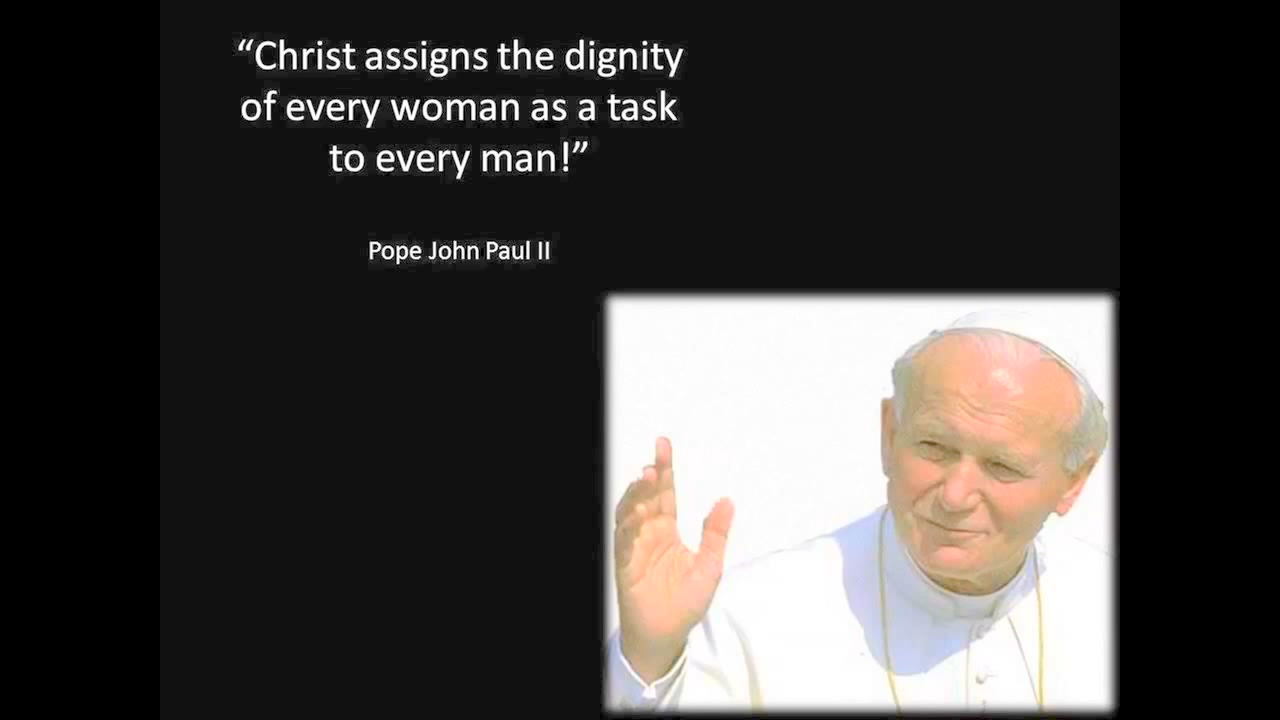 “Christ assigns the dignity
of every woman as a task
to every man!”
Pope John Paul II